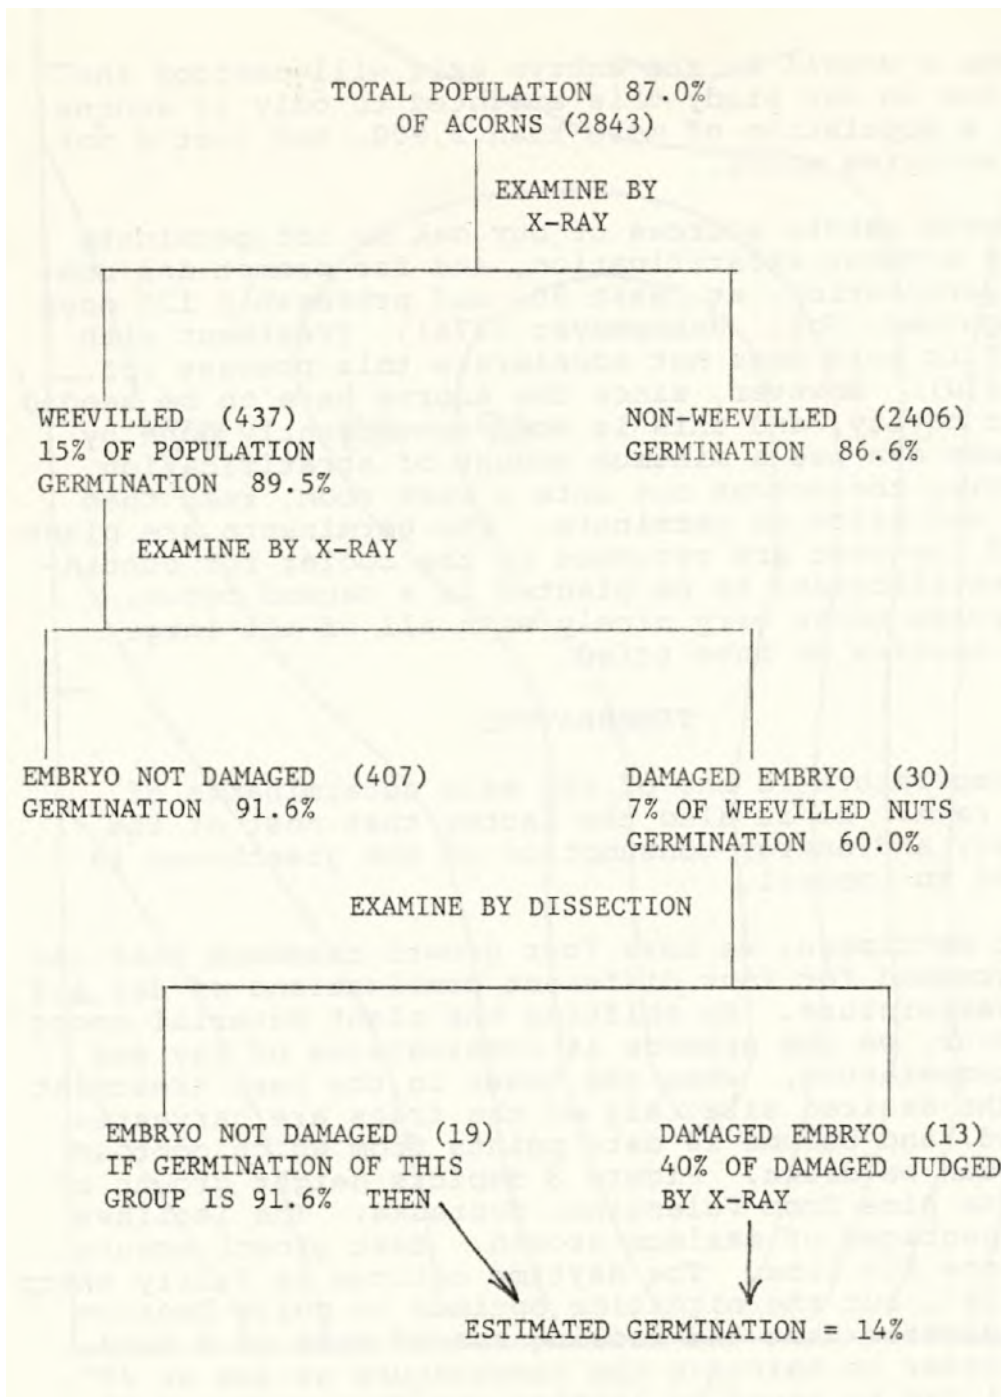 TOTAL POPULATION 87.0%
OF ACORNS (2843)
EXAMINE BY
X-RAY
WEEVILLED (437)
15% OF POPULATION
GERMINATION 89.5%
NON-WEEVILLED (2406)
GERMINATION 86.6%
EXAMINE BY X-RAY
EMBRYO NOT DAMAGED (407)
GERMINATION 91.6%
DAMAGED EMBRYO (30)
7% OF WEEVILLED NUTS
GERMINATION 60.0%
EXAMINE BY DISSECTION
EMBRYO NOT DAMAGED (19)
IF GERMINATION OF THIS
GROUP IS 91.6% THEN
DAMAGED EMBRYO (13)
40% OF DAMAGED JUDGED
BY X-RAY
ESTIMATED GERMINATION = 14%